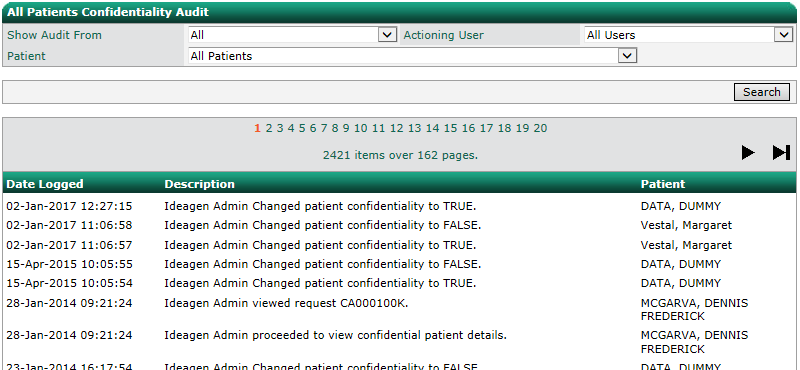 All Patients Confidentiality Audit
Show Audit From All Actioning User All Users
Patient All Patients
Search
1 2 3 4 5 6 7 8 9 10 11 12 13 14 15 16 17 18 19 20
2421 items over 162 pages.
Date Logged Description Patient
02-Jan-2017 12:27:15 Ideagen Admin Changed patient confidentiality to TRUE. DATA, DUMMY
02-Jan-2017 11:06:58 Ideagen Admin Changed patient confidentiality to FALSE. Vestal, Margaret
02-Jan-2017 11:06:57 Ideagen Admin Changed patient confidentiality to TRUE. Vestal, Margaret
15-Apr-2015 10:05:55 Ideagen Admin Changed patient confidentiality to FALSE. DATA, DUMMY
15-Apr-2015 10:05:54 Ideagen Admin Changed patient confidentiality to TRUE. DATA, DUMMY
28-Jan-2014 09:21:24 Ideagen Admin viewed request CA000100K. MCGARVA, DENNIS
FREDERICK
28-Jan-2014 09:21:24 Ideagen Admin proceeded to view confidential patient details. MCGARVA, DENNIS
FREDERICK
23-Jan-2014 16:17:54 Ideagen Admin Changed patient confidentiality to FALSE. DATA, DUMMY